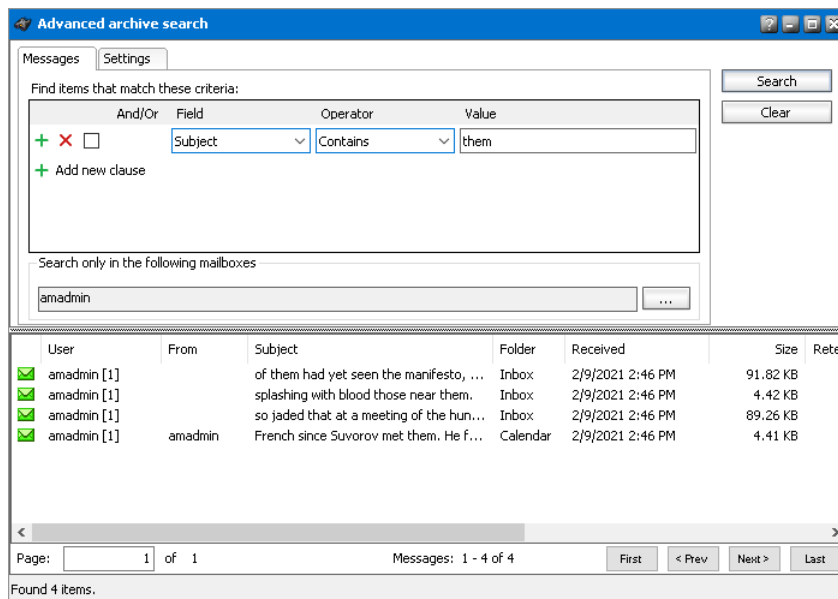 Advanced archive search
Messages Settings
Find items that match these criteria:
And/Or Field Operator Value
Subject Contains them
Add new clause
Search only in the following mailboxes
amadmin ...
Search
Clear
User From Subject Folder Received Size Rete
amadmin [1] of them had yet seen the manifesto, ... Inbox 2/9/2021 2:46 PM 91.82 KB
amadmin [1] splashing with blood those near them. Inbox 2/9/2021 2:46 PM 4.42 KB
amadmin [1] so jaded that at a meeting of the hun... Inbox 2/9/2021 2:46 PM 89.26 KB
amadmin [1] amadmin French since Suvorov met them. He f... Calendar 2/9/2021 2:46 PM 4.41 KB
Page: 1 of 1 Messages: 1 - 4 of 4 First < Prev Next > Last
Found 4 items.